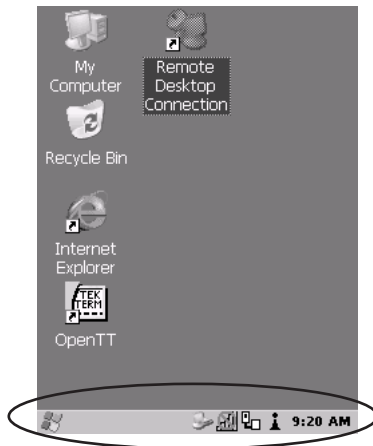 My
Computer
Remote
Desktop
Connection
Recycle Bin
Internet
Explorer
TEK
TERM
OpenTT
9:20 AM